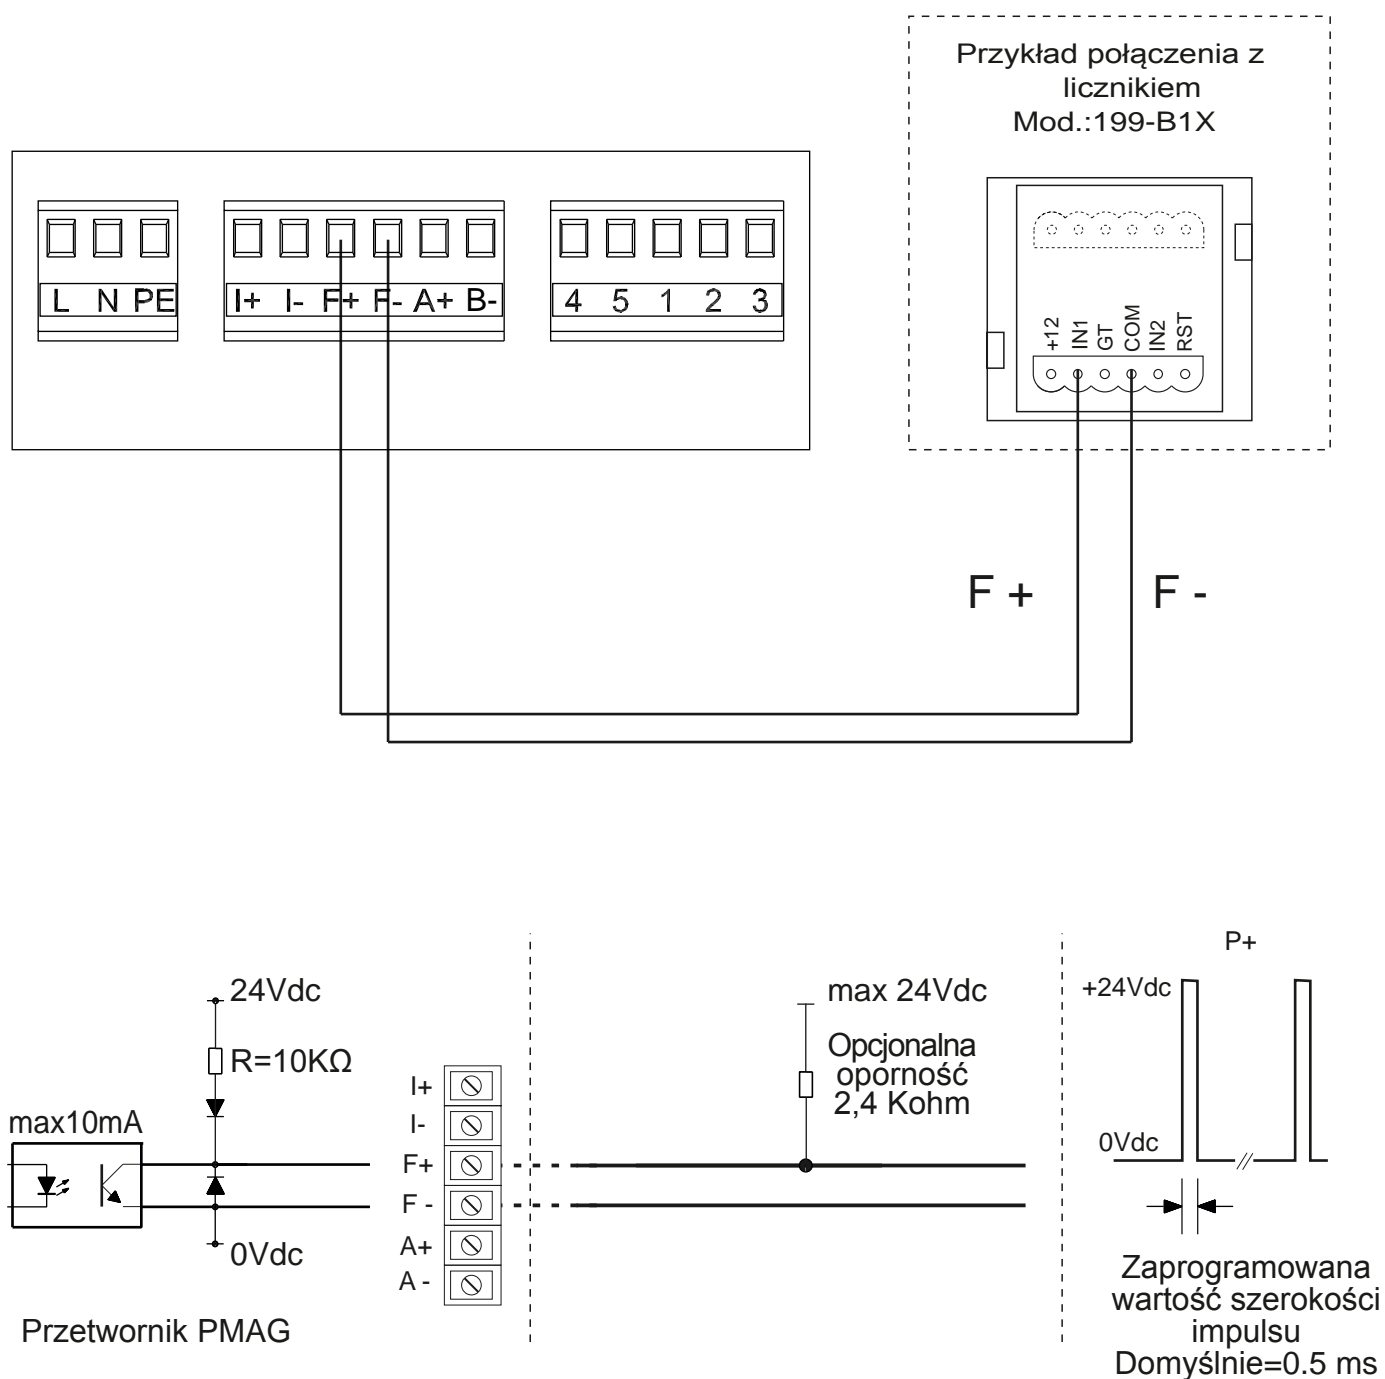 Przykład połączenia z
licznikiem
Mod.:199-B1X
L N PE
I+ I- F+ F- A+ B-
4 5 1 2 3
+12
IN1
GT
COM
IN2
RST
F +
F -
P+
24Vdc
max 24Vdc
+24Vdc
R=10KΩ
Opcjonalna
oporność
2,4 Kohm
max10mA
I+
I-
F+
F -
A+
A -
0Vdc
0Vdc
Przetwornik PMAG
Zaprogramowana
wartość szerokości
impulsu
Domyślnie=0.5 ms